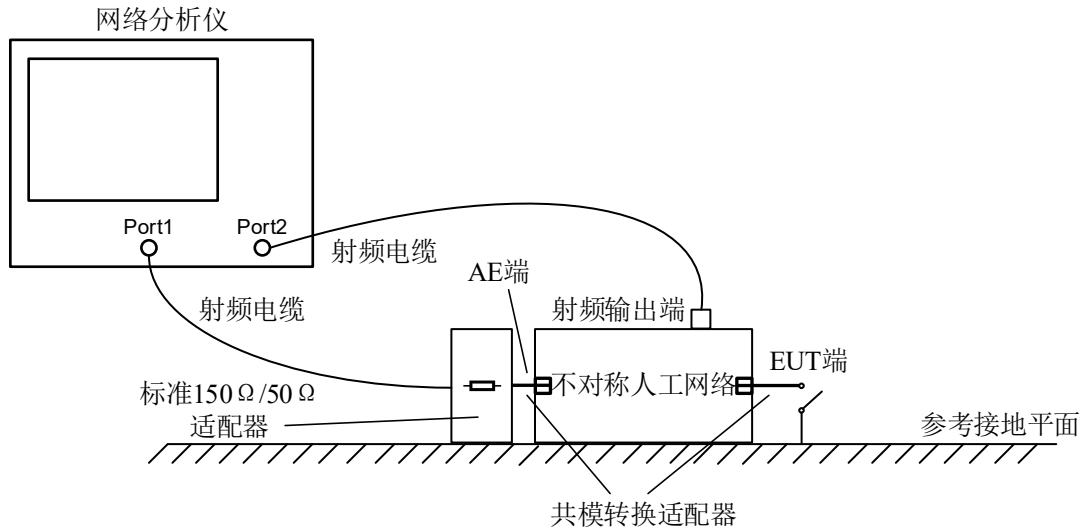 网络分析仪
Port1
Port2
射频电缆
AE端
射频电缆
射频输出端
EUT端
不对称人工网络
标准150Ω/50Ω
适配器
参考接地平面
共模转换适配器